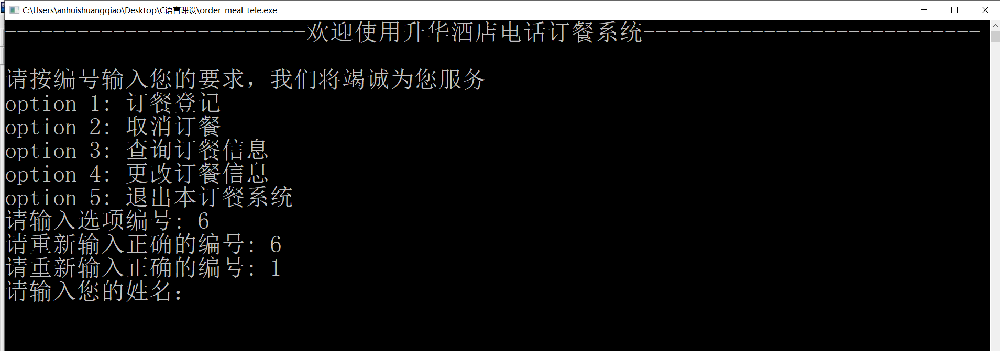 C:\Users\anhuishuangqiao\Desktop\C语言课设\order_meal_tele.exe
-------------------------欢迎使用升华酒店电话订餐系统----------------------------
请按编号输入您的要求，我们将竭诚为您服务
option 1: 订餐登记
option 2: 取消订餐
option 3: 查询订餐信息
option 4: 更改订餐信息
option 5: 退出本订餐系统
请输入选项编号: 6
请重新输入正确的编号: 6
请重新输入正确的编号: 1
请输入您的姓名：